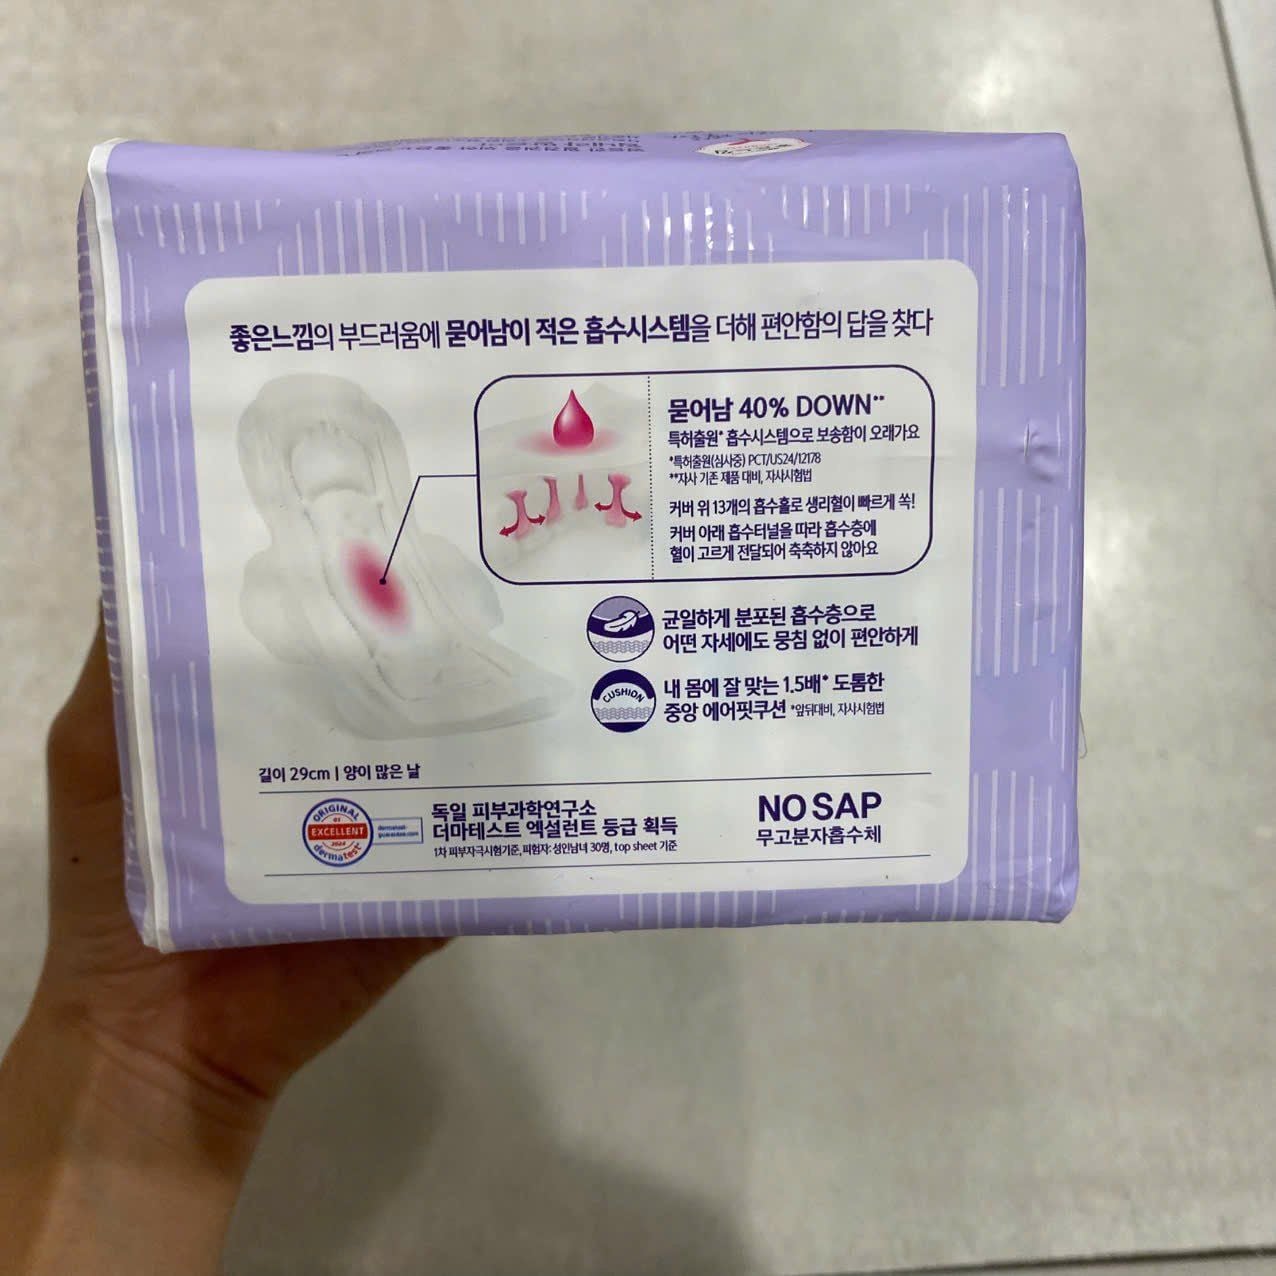 좋은느낌의 부드러움에 묻어남이 적은 흡수시스템을 더해 편안함의 답을 찾다
묻어남 40% DOWN**
특허출원* 흡수시스템으로 보송함이 오래가요
*특허출원(심사중) PCT/US24/12178
**자사 기존 제품 대비, 자사시험법
커버 위 13개의 흡수홀로 생리혈이 빠르게 쏙!
커버 아래 흡수터널을 따라 흡수층에
혈이 고르게 전달되어 축축하지 않아요
균일하게 분포된 흡수층으로
어떤 자세에도 뭉침 없이 편안하게
CUSHION
내 몸에 잘 맞는 1.5배* 도톰한
중앙 에어핏쿠션 *앞뒤대비, 자사시험법
길이 29cm | 양이 많은 날
ORIGINAL
EXCELLENT
2024
dermatest
dermatest-
guarantee.com
독일 피부과학연구소
더마테스트 엑설런트 등급 획득
1차 피부자극시험기준, 피험자: 성인남녀 30명, top sheet 기준
NO SAP
무고분자흡수체